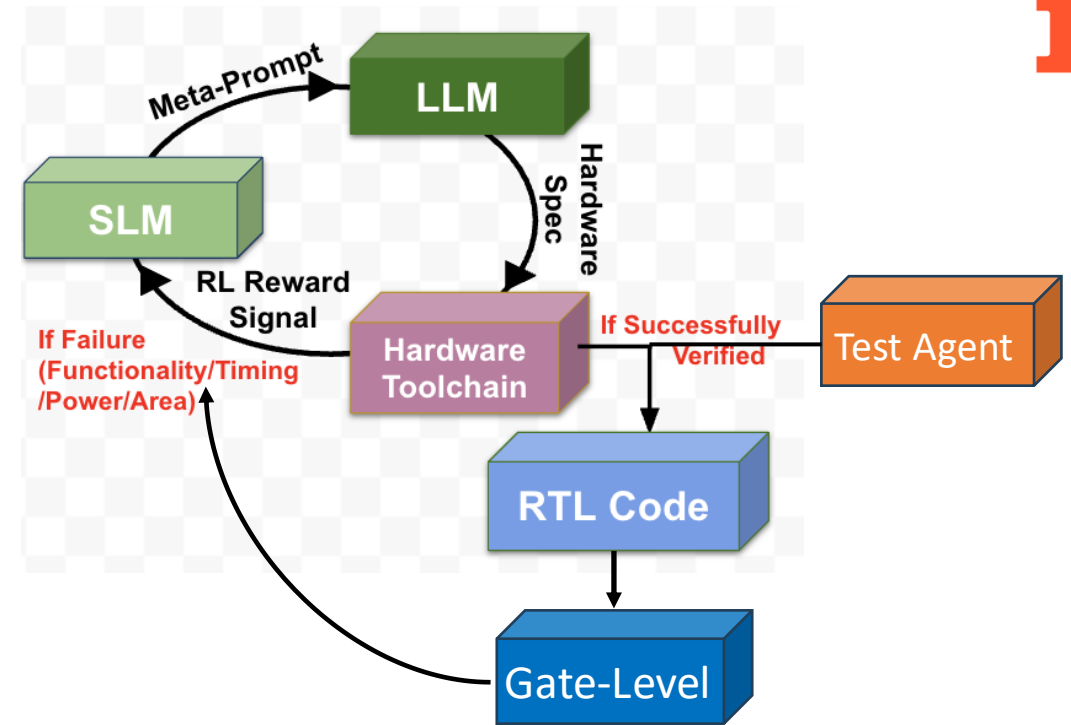 Meta-Prompt
LLM
Hardware
Spec
SLM
RL Reward
Signal
If Failure
(Functionality/Timing
/Power/Area)
Hardware
Toolchain
If Successfully
Verified
Test Agent
RTL Code
Gate-Level